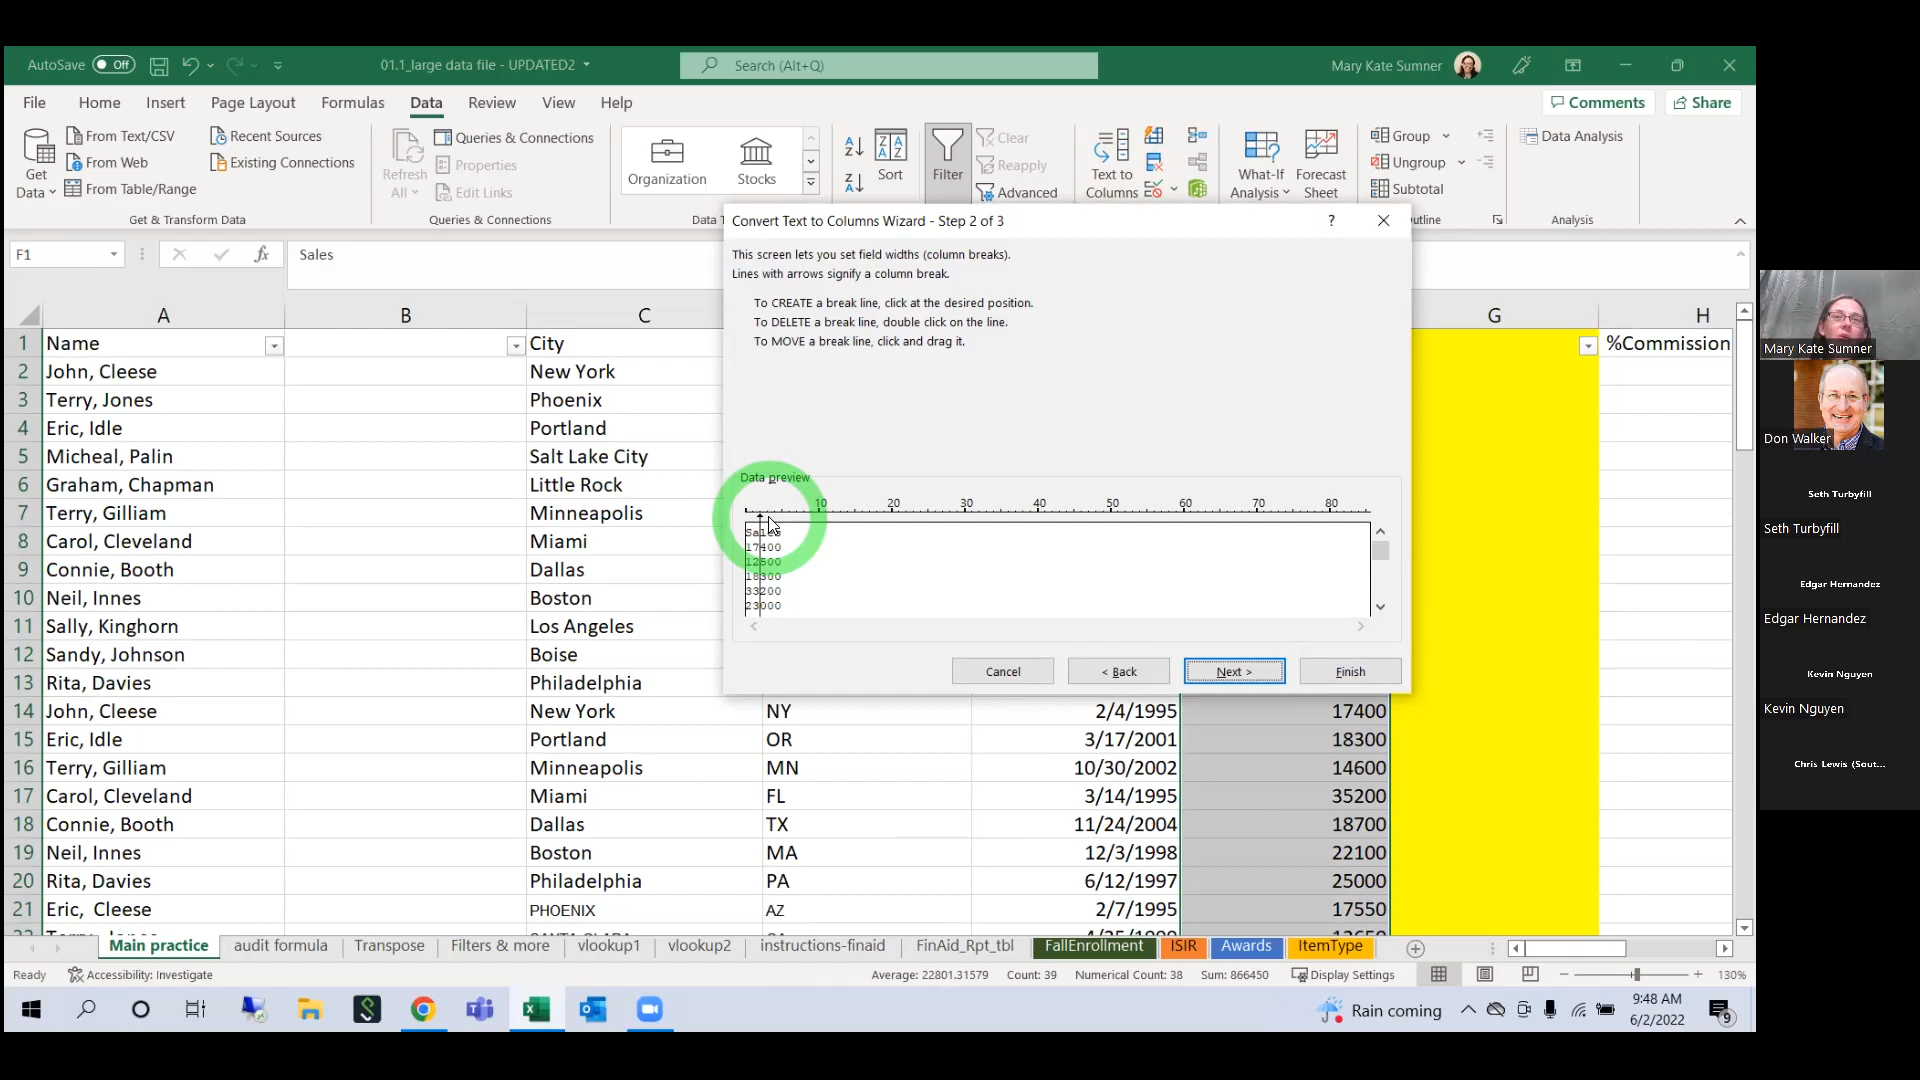 AutoSave Off 01.1_large data file - UPDATED2 Search (Alt+Q) Mary Kate Sumner
File Home Insert Page Layout Formulas Data Review View Help Comments Share
Get Data
From Text/CSV
From Web
From Table/Range
Recent Sources
Existing Connections
Get & Transform Data
Refresh All
Queries & Connections
Properties
Edit Links
Queries & Connections
Organization Stocks
Data T
Sort
Filter
Clear
Reapply
Advanced
Text to Columns
What-If Analysis
Forecast Sheet
Group
Ungroup
Subtotal
utline
Data Analysis
Analysis
F1 fx Sales
Convert Text to Columns Wizard - Step 2 of 3 ?
This screen lets you set field widths (column breaks).
Lines with arrows signify a column break.
To CREATE a break line, click at the desired position.
To DELETE a break line, double click on the line.
To MOVE a break line, click and drag it.
Data preview
10 20 30 40 50 60 70 80
Sales
17400
12500
18300
33200
23000
Cancel < Back Next > Finish
A B C G H
1 Name City %Commission
2 John, Cleese New York
3 Terry, Jones Phoenix
4 Eric, Idle Portland
5 Micheal, Palin Salt Lake City
6 Graham, Chapman Little Rock
7 Terry, Gilliam Minneapolis
8 Carol, Cleveland Miami
9 Connie, Booth Dallas
10 Neil, Innes Boston
11 Sally, Kinghorn Los Angeles
12 Sandy, Johnson Boise
13 Rita, Davies Philadelphia
14 John, Cleese New York NY 2/4/1995 17400
15 Eric, Idle Portland OR 3/17/2001 18300
16 Terry, Gilliam Minneapolis MN 10/30/2002 14600
17 Carol, Cleveland Miami FL 3/14/1995 35200
18 Connie, Booth Dallas TX 11/24/2004 18700
19 Neil, Innes Boston MA 12/3/1998 22100
20 Rita, Davies Philadelphia PA 6/12/1997 25000
21 Eric, Cleese PHOENIX AZ 2/7/1995 17550
Main practice audit formula Transpose Filters & more vlookup1 vlookup2 instructions-finaid FinAid_Rpt_tbl FallEnrollment ISIR Awards ItemType
Ready Accessibility: Investigate Average: 22801.31579 Count: 39 Numerical Count: 38 Sum: 866450 Display Settings 130%
Rain coming 9:48 AM
6/2/2022 9
Mary Kate Sumner
Don Walker
Seth Turbyfill
Seth Turbyfill
Edgar Hernandez
Edgar Hernandez
Kevin Nguyen
Kevin Nguyen
Chris Lewis (Sout...